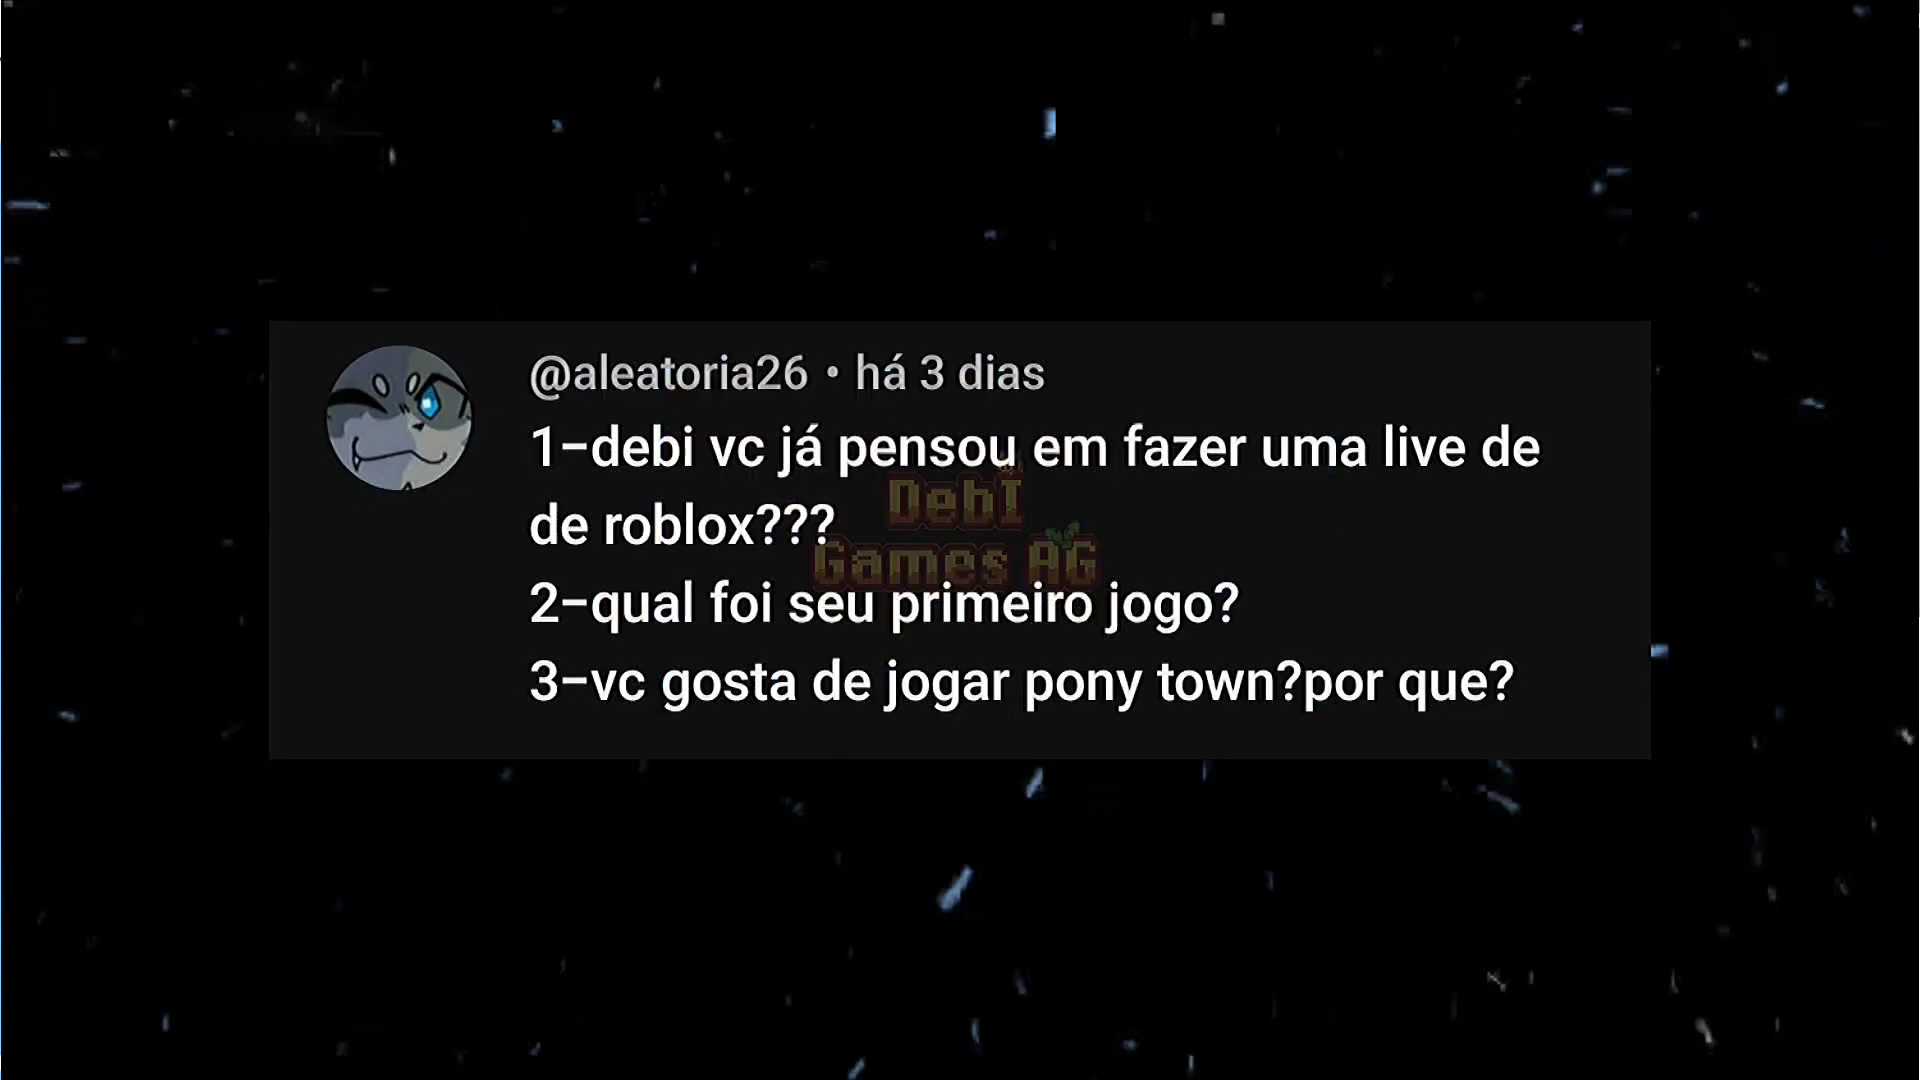 @aleatoria26 • há 3 dias
1-debi vc já pensou em fazer uma live de
de roblox???
DebI
Games AG
2-qual foi seu primeiro jogo?
3-vc gosta de jogar pony town?por que?